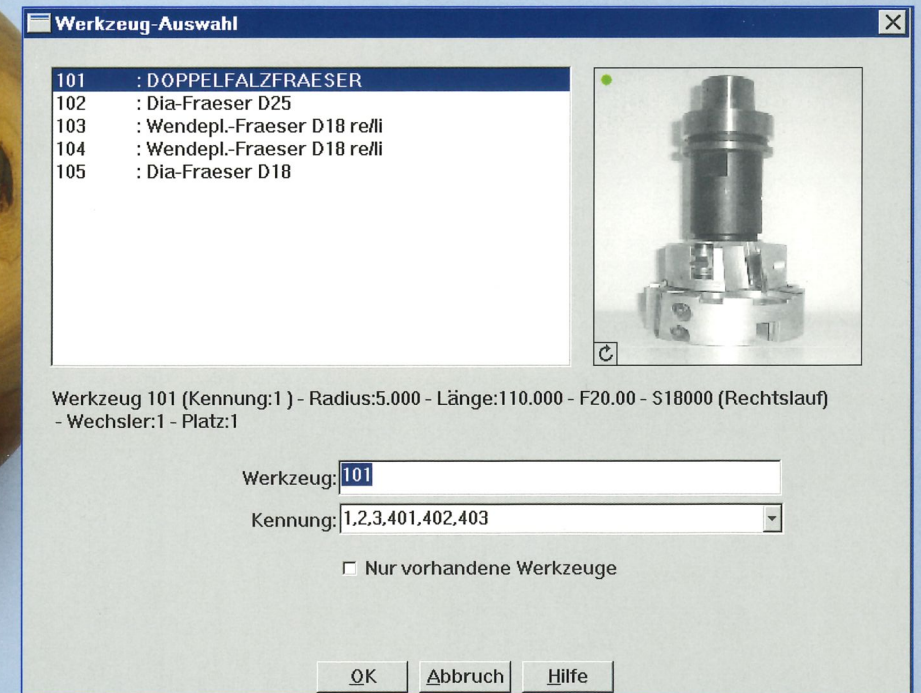 Werkzeug-Auswahl
101 : DOPPELFALZFRAESER
102 : Dia-Fraeser D25
103 : Wendepl.-Fraeser D18 re/li
104 : Wendepl.-Fraeser D18 re/li
105 : Dia-Fraeser D18
Werkzeug 101 (Kennung:1 ) - Radius:5.000 - Länge:110.000 - F20.00 - S18000 (Rechtslauf)
- Wechsler:1 - Platz:1
Werkzeug: 101
Kennung: 1,2,3,401,402,403
Nur vorhandene Werkzeuge
OK Abbruch Hilfe